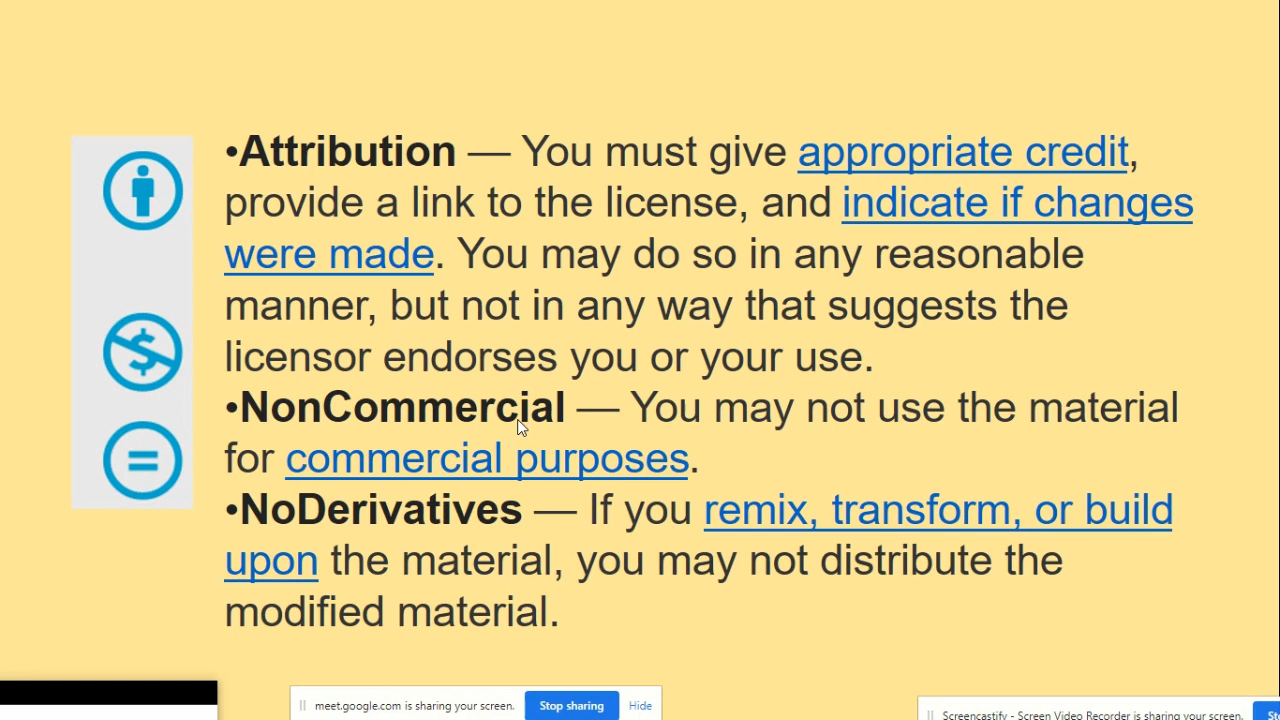 •Attribution — You must give appropriate credit,
provide a link to the license, and indicate if changes
were made. You may do so in any reasonable
manner, but not in any way that suggests the
licensor endorses you or your use.
•NonCommercial — You may not use the material
for commercial purposes.
•NoDerivatives — If you remix, transform, or build
upon the material, you may not distribute the
modified material.
meet.google.com is sharing your screen. Stop sharing Hide
Screencastify - Screen Video Recorder is sharing your screen.